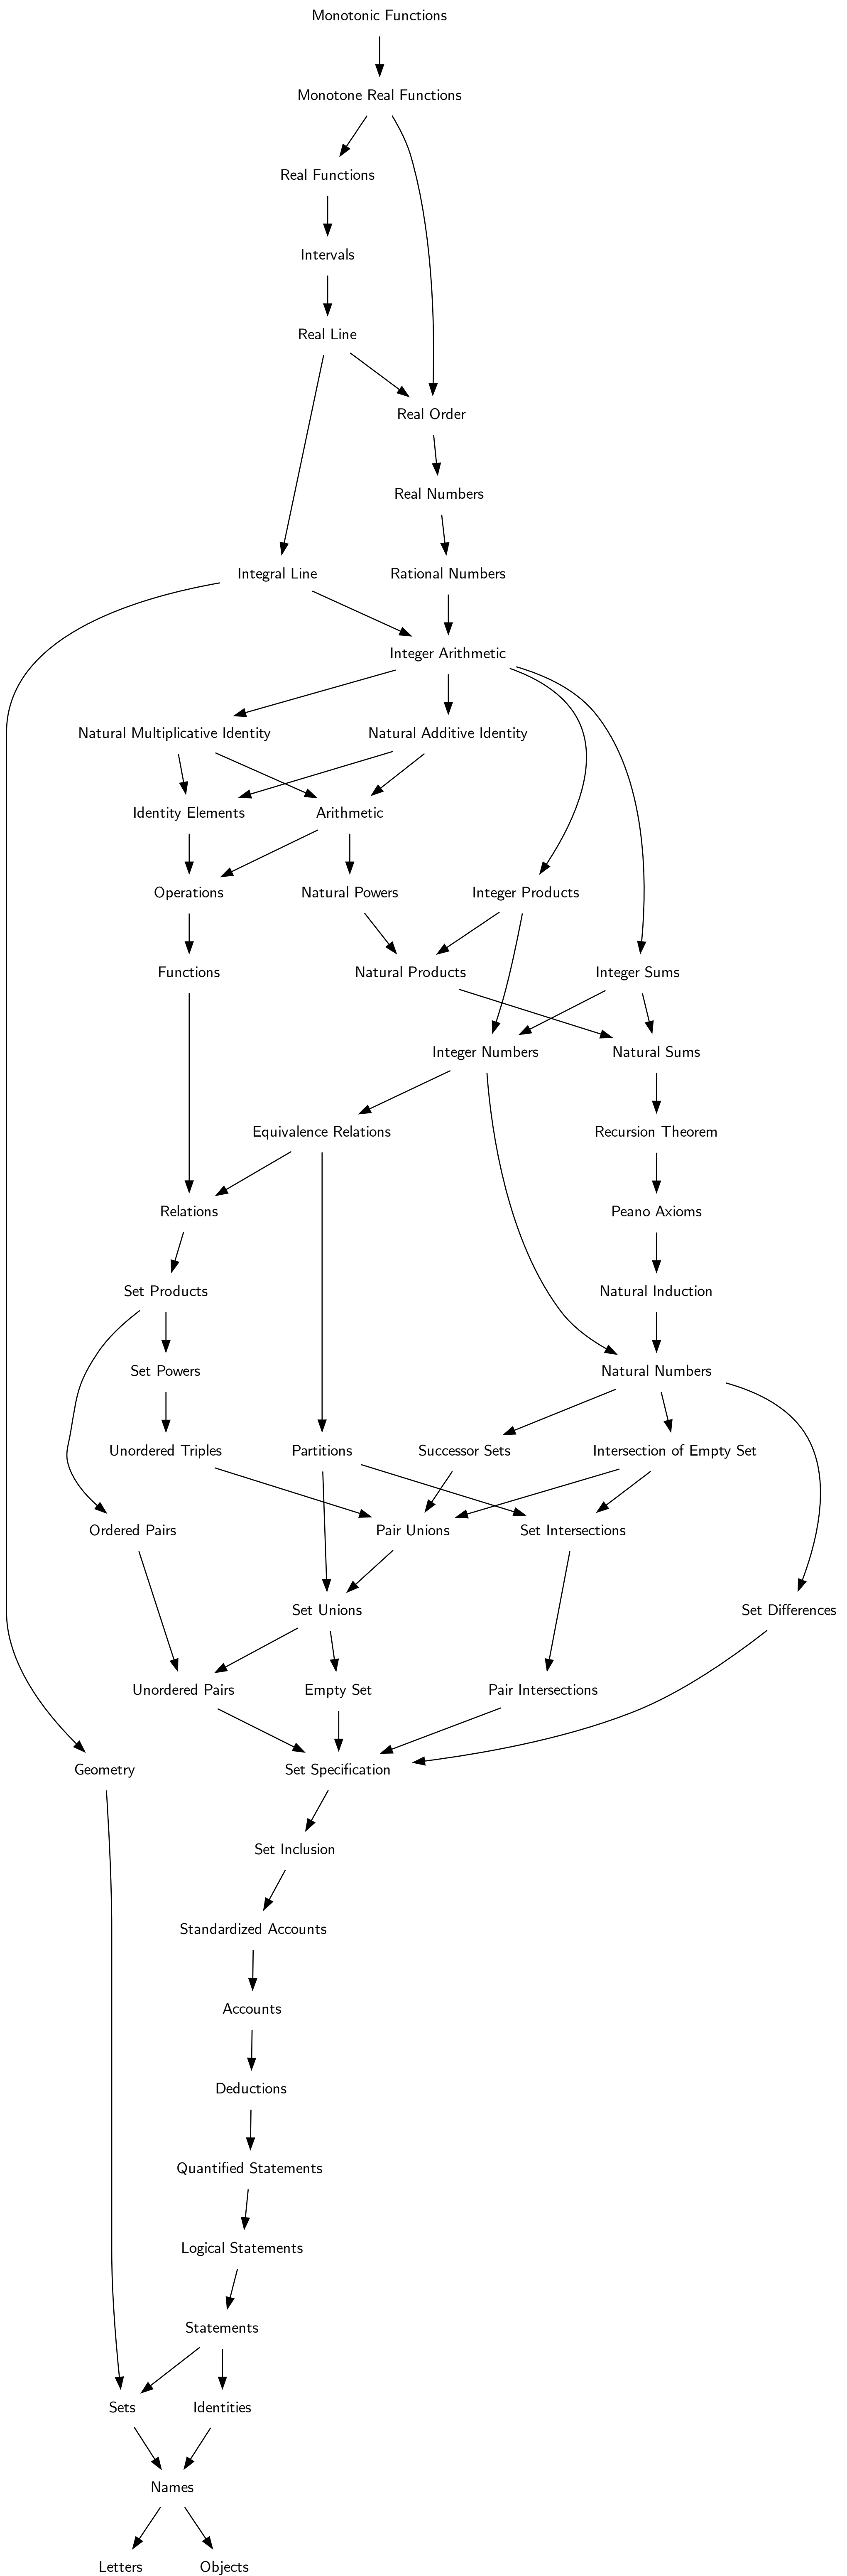 Monotonic Functions
Monotone Real Functions
Real Functions
Intervals
Real Line
Real Order
Real Numbers
Integral Line
Rational Numbers
Integer Arithmetic
Natural Multiplicative Identity
Natural Additive Identity
Identity Elements
Arithmetic
Operations
Natural Powers
Integer Products
Functions
Natural Products
Integer Sums
Integer Numbers
Natural Sums
Equivalence Relations
Recursion Theorem
Relations
Peano Axioms
Set Products
Natural Induction
Set Powers
Natural Numbers
Unordered Triples
Partitions
Successor Sets
Intersection of Empty Set
Ordered Pairs
Pair Unions
Set Intersections
Set Unions
Set Differences
Unordered Pairs
Empty Set
Pair Intersections
Geometry
Set Specification
Set Inclusion
Standardized Accounts
Accounts
Deductions
Quantified Statements
Logical Statements
Statements
Sets
Identities
Names
Letters
Objects